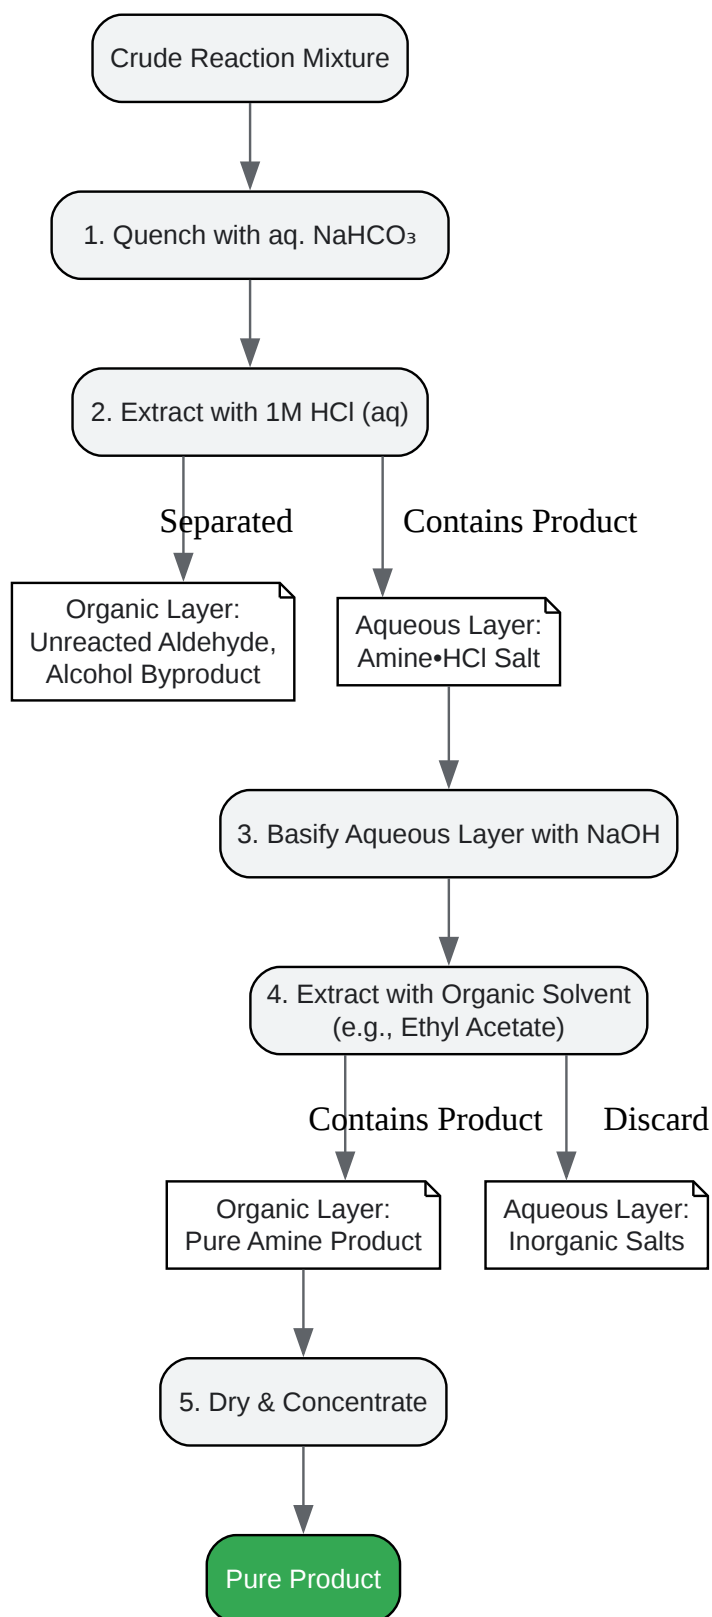 Crude Reaction Mixture
1. Quench with aq. NaHCO₃
2. Extract with 1M HCl (aq)
Separated
Contains Product
Organic Layer:
Unreacted Aldehyde,
Alcohol Byproduct
Aqueous Layer:
Amine•HCl Salt
3. Basify Aqueous Layer with NaOH
4. Extract with Organic Solvent
(e.g., Ethyl Acetate)
Contains Product
Discard
Organic Layer:
Pure Amine Product
Aqueous Layer:
Inorganic Salts
5. Dry & Concentrate
Pure Product